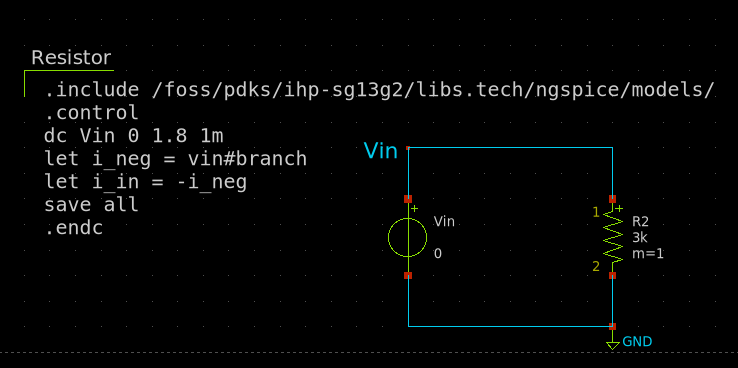 Resistor
.include /foss/pdks/ihp-sg13g2/libs.tech/ngspice/models/
.control
dc Vin 0 1.8 1m
let i_neg = vin#branch
let i_in = -i_neg
save all
.endc
Vin
+
Vin
0
1
+
R2
3k
m=1
2
GND